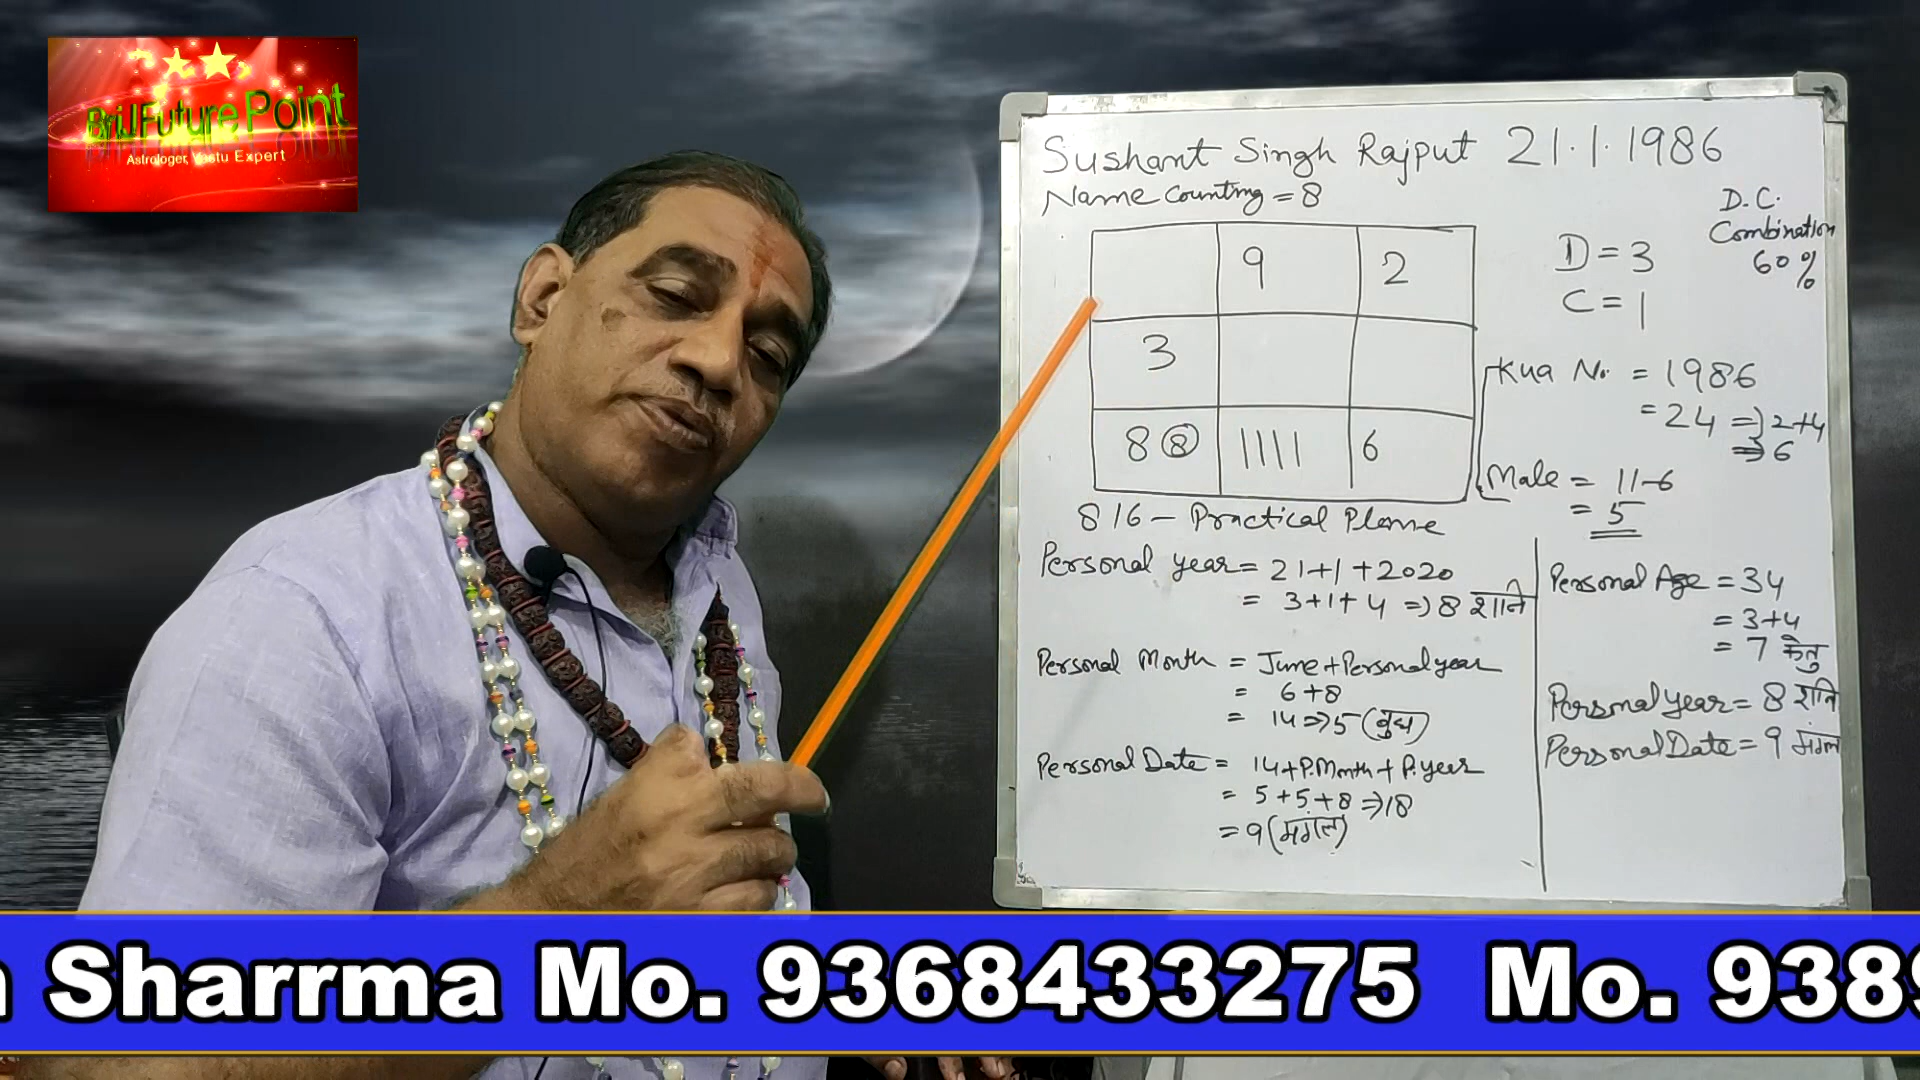 BrijFuture Point
Astrologer, Vastu Expert
Sushant Singh Rajput 21.1.1986
Name Counting = 8
D.C.
Combination
60%
9 2
3
8 8 1111 6
D = 3
C = 1
Kua No. = 1986
= 24 => 2+4
=> 6
Male = 11-6
= 5
816 - Practical Plane
Personal year = 21+1+2020
= 3+1+4 => 8 शनि
Personal Month = June + Personal year
= 6+8
= 14 => 5 (बुध)
Personal Date = 14+P.Month+P.year
= 5+5+8 => 18
= 9 (मंगल)
Personal Age = 34
= 3+4
= 7 केतु
Personal year = 8 शनि
Personal Date = 9 मंगल
Sharrma Mo. 9368433275 Mo. 9389